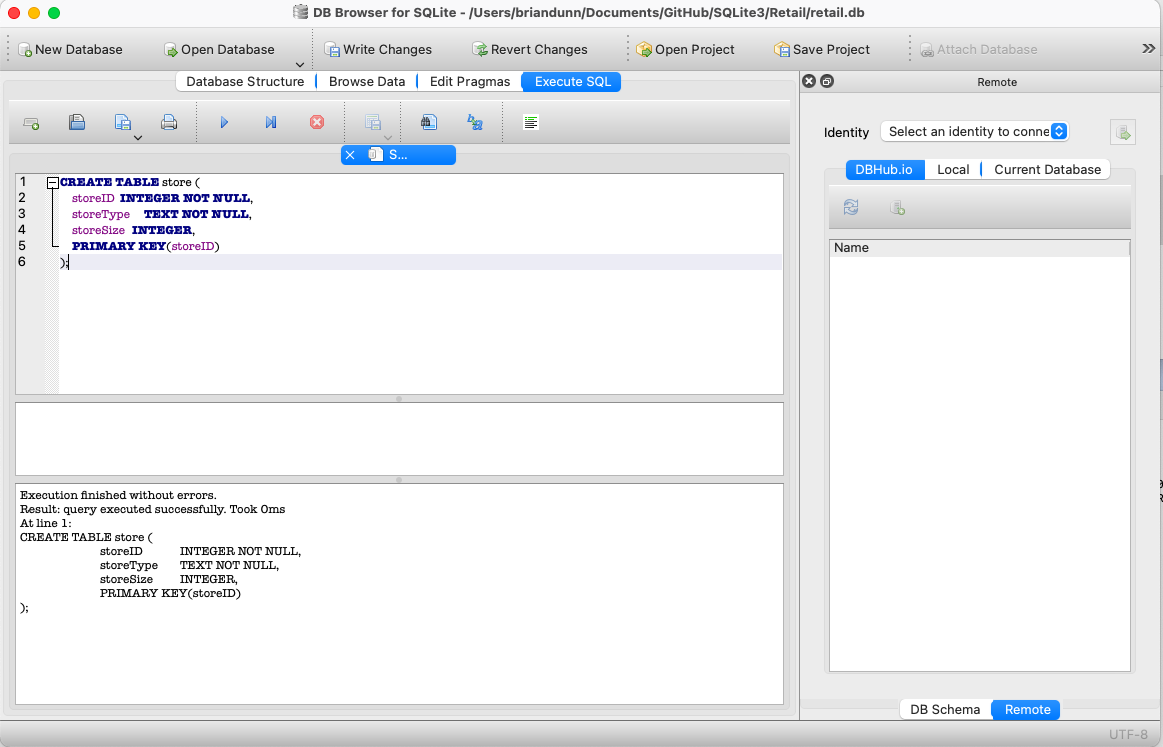 DB Browser for SQLite - /Users/briandunn/Documents/GitHub/SQLite3/Retail/retail.db
New Database Open Database Write Changes Revert Changes Open Project Save Project Attach Database
Database Structure Browse Data Edit Pragmas Execute SQL
Remote
Identity Select an identity to conne
S...
DBHub.io Local Current Database
Name
1 CREATE TABLE store (
2 storeID INTEGER NOT NULL,
3 storeType TEXT NOT NULL,
4 storeSize INTEGER,
5 PRIMARY KEY(storeID)
6 );
Execution finished without errors.
Result: query executed successfully. Took 0ms
At line 1:
CREATE TABLE store (
storeID INTEGER NOT NULL,
storeType TEXT NOT NULL,
storeSize INTEGER,
PRIMARY KEY(storeID)
);
DB Schema Remote
UTF-8